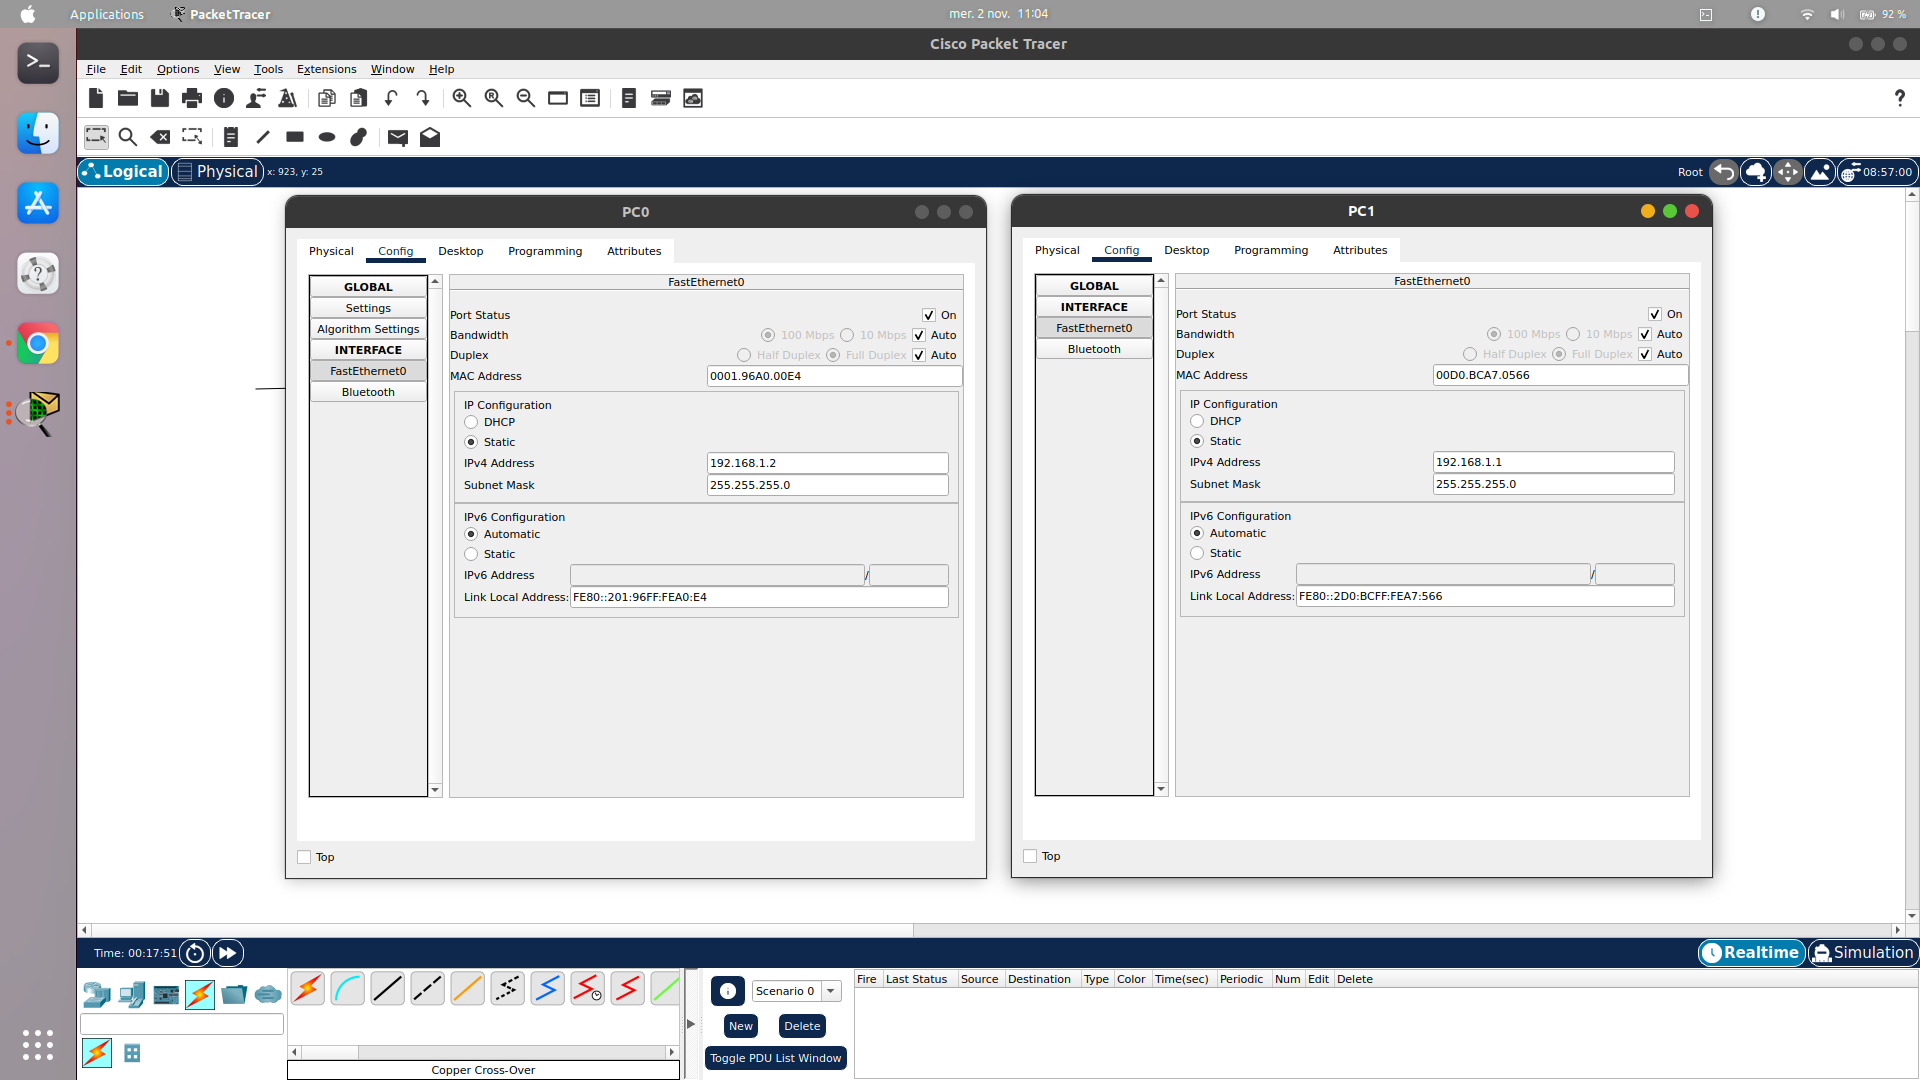 Applications PacketTracer mer. 2 nov. 11:04 92 %
Cisco Packet Tracer
File Edit Options View Tools Extensions Window Help
Logical Physical x: 923, y: 25 Root 08:57:00
PC0
Physical Config Desktop Programming Attributes
GLOBAL
Settings
Algorithm Settings
INTERFACE
FastEthernet0
Bluetooth
FastEthernet0
Port Status On
Bandwidth 100 Mbps 10 Mbps Auto
Duplex Half Duplex Full Duplex Auto
MAC Address 0001.96A0.00E4
IP Configuration
DHCP
Static
IPv4 Address 192.168.1.2
Subnet Mask 255.255.255.0
IPv6 Configuration
Automatic
Static
IPv6 Address /
Link Local Address: FE80::201:96FF:FEA0:E4
Top
PC1
Physical Config Desktop Programming Attributes
GLOBAL
INTERFACE
FastEthernet0
Bluetooth
FastEthernet0
Port Status On
Bandwidth 100 Mbps 10 Mbps Auto
Duplex Half Duplex Full Duplex Auto
MAC Address 00D0.BCA7.0566
IP Configuration
DHCP
Static
IPv4 Address 192.168.1.1
Subnet Mask 255.255.255.0
IPv6 Configuration
Automatic
Static
IPv6 Address /
Link Local Address: FE80::2D0:BCFF:FEA7:566
Top
Time: 00:17:51 Realtime Simulation
Copper Cross-Over
Scenario 0
New Delete
Toggle PDU List Window
Fire Last Status Source Destination Type Color Time(sec) Periodic Num Edit Delete